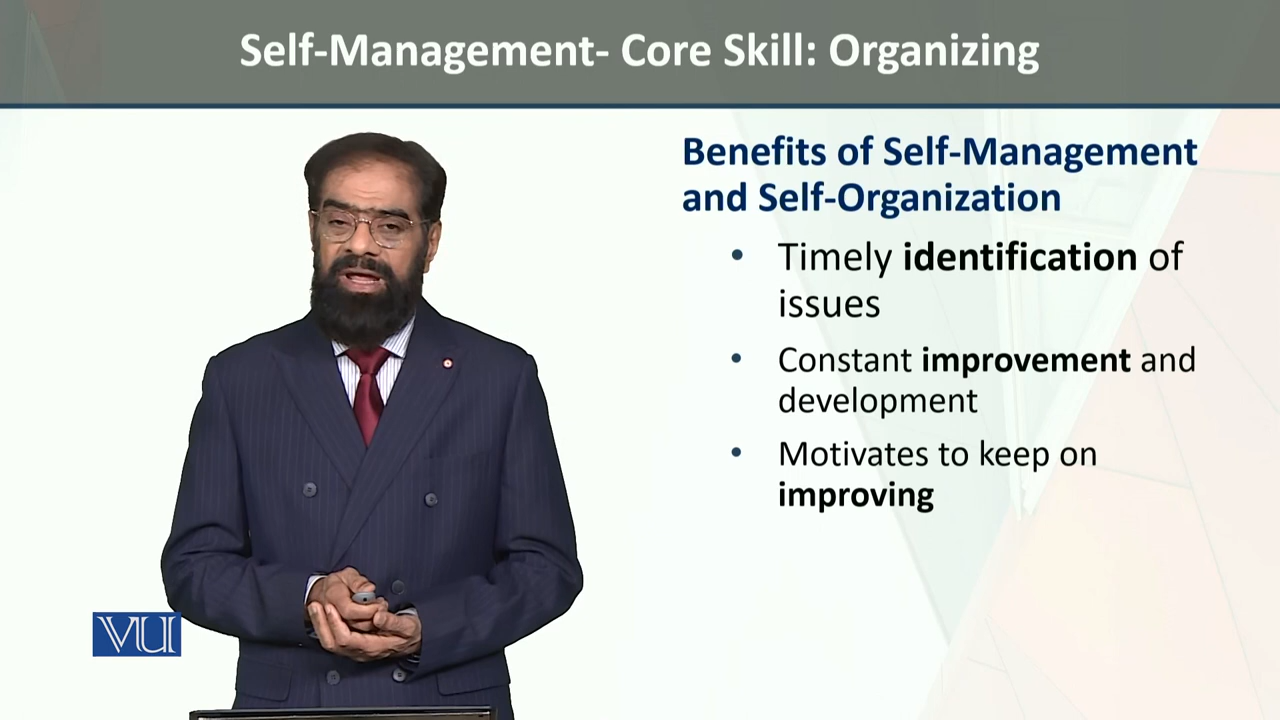 Self-Management- Core Skill: Organizing
Benefits of Self-Management
and Self-Organization
• Timely identification of
issues
• Constant improvement and
development
• Motivates to keep on
improving
VU